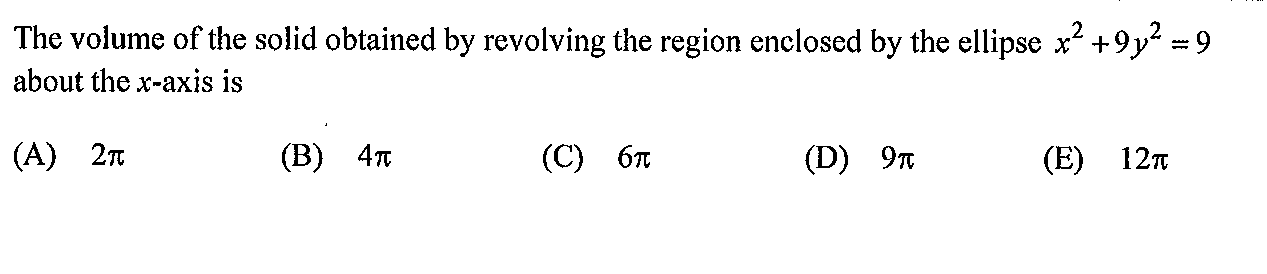 The volume of the solid obtained by revolving the region enclosed by the ellipse x² + 9y² = 9
about the x-axis is
(A) 2π (B) 4π (C) 6π (D) 9π (E) 12π